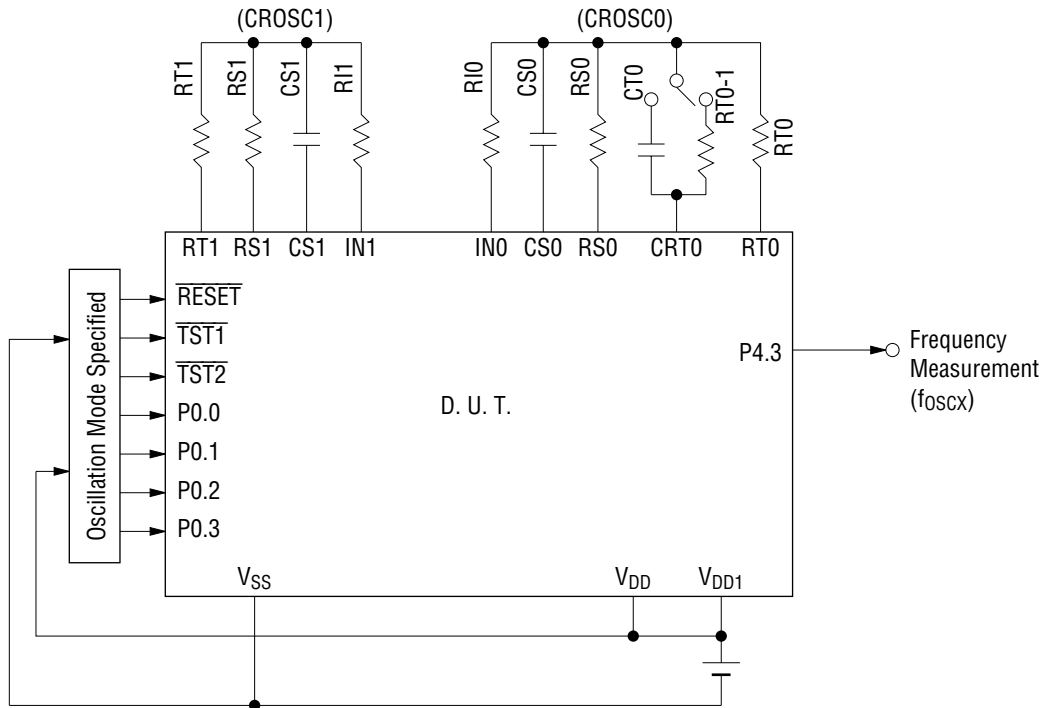 (CROSC1)
(CROSC0)
RT1
RS1
CS1
RI1
RI0
CS0
RS0
CT0
RT0-1
RT0
RT1 RS1 CS1 IN1 IN0 CS0 RS0 CRT0 RT0
Oscillation Mode Specified
RESET
TST1
TST2
P0.0
P0.1
P0.2
P0.3
D. U. T.
P4.3
Frequency
Measurement
(fOSCX)
VSS
VDD
VDD1